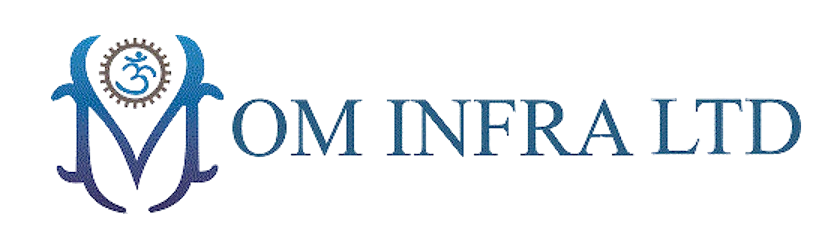 ॐ
OM INFRA LTD